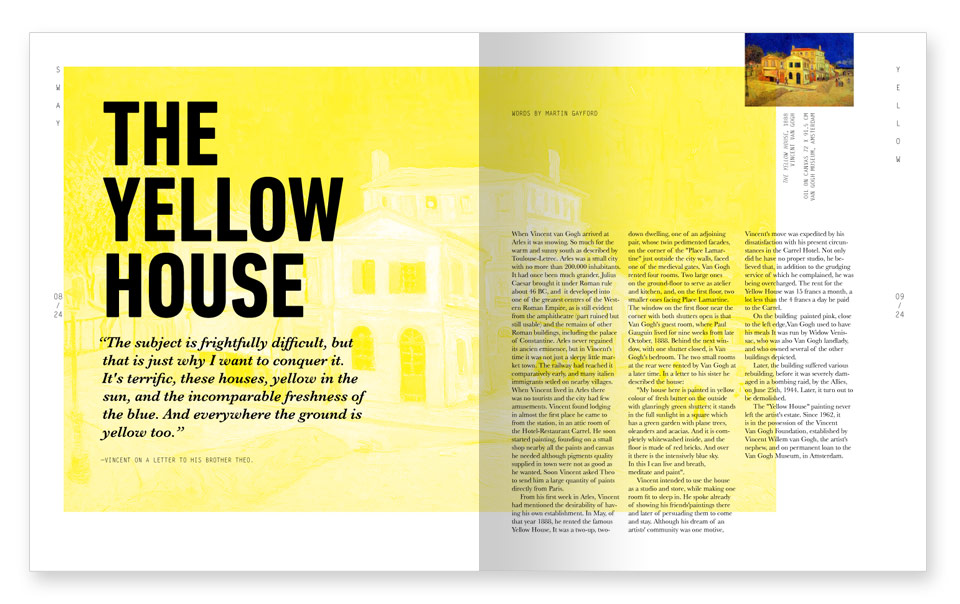 SWAY
08
/
24
THE
YELLOW
HOUSE
“The subject is frightfully difficult, but
that is just why I want to conquer it.
It's terrific, these houses, yellow in the
sun, and the incomparable freshness of
the blue. And everywhere the ground is
yellow too.”
—VINCENT ON A LETTER TO HIS BROTHER THEO.
WORDS BY MARTIN GAYFORD
When Vincent van Gogh arrived at
Arles it was snowing. So much for the
warm and sunny south as described by
Toulouse-Letrec. Arles was a small city
with no more than 200.000 inhabitants.
It had once been much grander. Julius
Caesar brought it under Roman rule
about 46 BC, and it developed into
one of the greatest centres of the West-
ern Roman Empire, as is still evident
from the amphitheatre (part ruined but
still usable) and the remains of other
Roman buildings, including the palace
of Constantine. Arles never regained
its ancien eminence, but in Vincent's
time it was not just a sleepy little mar-
ket town. The railway had reached it
comparatively early, and many italien
immigrants setled on nearby villages.
When Vincent lived in Arles there
was no tourists and the city had few
amusements. Vincent found lodging
in almost the first place he came to
from the station, in an attic room of
the Hotel-Restaurant Carrel. He soon
started painting, founding on a small
shop nearby all the paints and canvas
he needed although pigments quality
supplied in town were not as good as
he wanted. Soon Vincent asked Theo
to send him a large quantity of paints
directly from Paris.
From his first week in Arles, Vincent
had mentioned the desirability of hav-
ing his own establishment. In May, of
that year 1888, he rented the famous
Yellow House, It was a two-up, two-
down dwelling, one of an adjoining
pair, whose twin pedimented facades,
on the corner of the "Place Lamar-
tine" just outside the city walls, faced
one of the medieval gates. Van Gogh
rented four rooms. Two large ones
on the ground-floor to serve as atelier
and kitchen, and, on the first floor, two
smaller ones facing Place Lamartine.
The window on the first floor near the
corner with both shutters open is that
Van Gogh's guest room, where Paul
Gauguin lived for nine weeks from late
October, 1888. Behind the next win-
dow, with one shutter closed, is Van
Gogh's bedroom. The two small rooms
at the rear were rented by Van Gogh at
a later time. In a letter to his sister he
described the house:
"My house here is painted in yellow
colour of fresh butter on the outside
with glaringly green shutters; it stands
in the full sunlight in a square which
has a green garden with plane trees,
oleanders and acacias. And it is com-
pletely whitewashed inside, and the
floor is made of red bricks. And over
it there is the intensively blue sky.
In this I can live and breath,
meditate and paint".
Vincent intended to use the house
as a studio and store, while making one
room fit to sleep in. He spoke already
of showing his friend/paintings there
and later of persuading them to come
and stay. Although his dream of an
artists' community was one motive,
Vincent's move was expedited by his
dissatisfaction with his present circun-
stances in the Carrel Hotel. Not only
did he have no proper studio, he be-
lieved that, in addition to the grudging
service of which he complained, he was
being overcharged. The rent for the
Yellow House was 15 francs a month, a
lot less than the 4 francs a day he paid
to the Carrel.
On the building painted pink, close
to the left edge,Van Gogh used to have
his meals It was run by Widow Venis-
sac, who was also Van Gogh landlady,
and who owned several of the other
buildings depicted.
Later, the building suffered various
rebuilding, before it was severely dam-
aged in a bombing raid, by the Allies,
on June 25th, 1944. Later, it turn out to
be demolished.
The "Yellow House" painting never
left the artist's estate. Since 1962, it
is in the possession of the Vincent
Van Gogh Foundation, established by
Vincent Willem van Gogh, the artist's
nephew, and on permanent loan to the
Van Gogh Museum, in Amsterdam.
THE YELLOW HOUSE, 1888
VINCENT VAN GOGH
OIL ON CANVAS 72 X 91,5 CM
VAN GOGH MUSEUM, AMSTERDAM
YELLOW
09
/
24